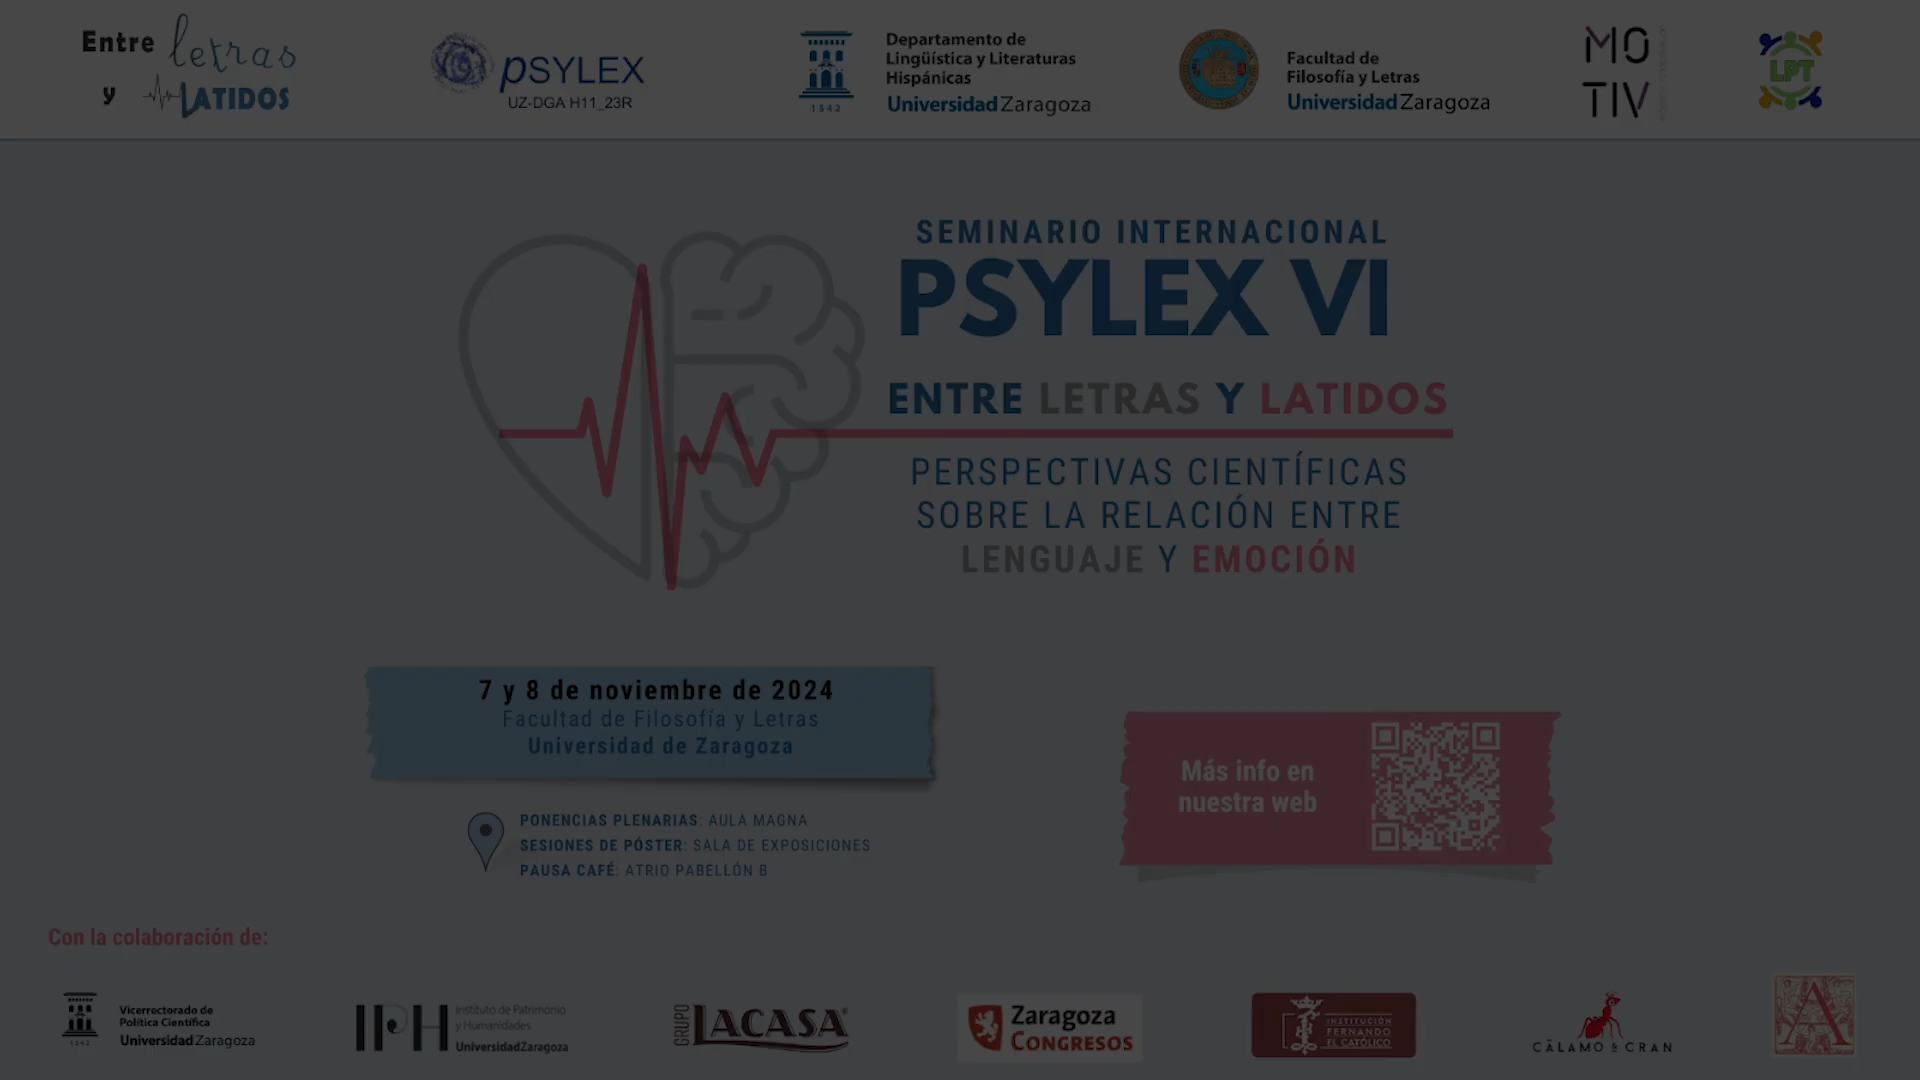 Entre letras
y LATIDOS
PSYLEX
UZ-DGA H11_23R
1542
Departamento de
Lingüística y Literaturas
Hispánicas
Universidad Zaragoza
Facultad de
Filosofía y Letras
Universidad Zaragoza
MO
TIV
LPT
SEMINARIO INTERNACIONAL
PSYLEX VI
ENTRE LETRAS Y LATIDOS
PERSPECTIVAS CIENTÍFICAS
SOBRE LA RELACIÓN ENTRE
LENGUAJE Y EMOCIÓN
7 y 8 de noviembre de 2024
Facultad de Filosofía y Letras
Universidad de Zaragoza
PONENCIAS PLENARIAS: AULA MAGNA
SESIONES DE PÓSTER: SALA DE EXPOSICIONES
PAUSA CAFÉ: ATRIO PABELLÓN B
Más info en
nuestra web
Con la colaboración de:
1542
Vicerrectorado de
Política Científica
Universidad Zaragoza
IPH
Instituto de Patrimonio
y Humanidades
Universidad Zaragoza
GRUPO LACASA
Zaragoza
CONGRESOS
INSTITUCIÓN
FERNANDO
EL CATÓLICO
CÁLAMO & CRAN
A